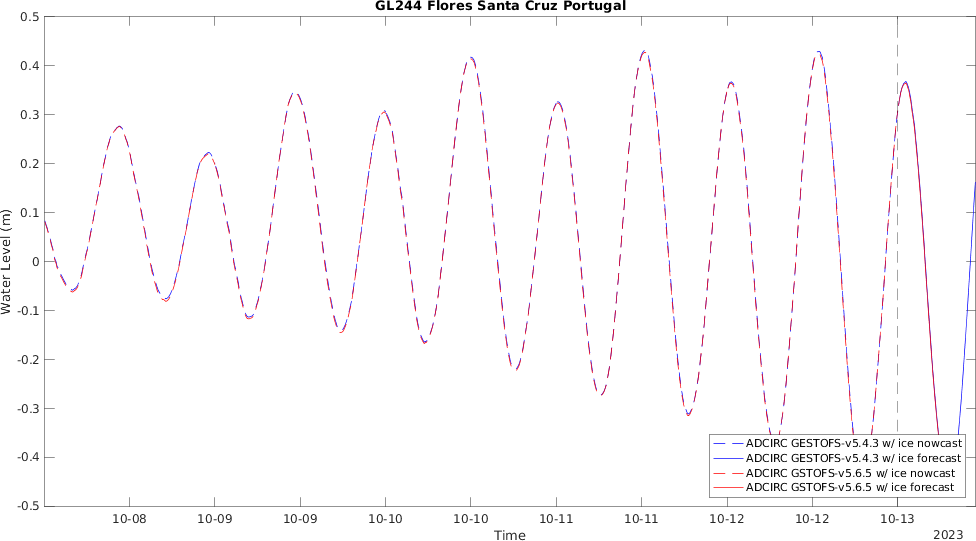 GL244 Flores Santa Cruz Portugal
0.5
0.4
0.3
0.2
0.1
0
-0.1
-0.2
-0.3
-0.4
-0.5
Water Level (m)
ADCIRC GESTOFS-v5.4.3 w/ ice nowcast
ADCIRC GESTOFS-v5.4.3 w/ ice forecast
ADCIRC GSTOFS-v5.6.5 w/ ice nowcast
ADCIRC GSTOFS-v5.6.5 w/ ice forecast
10-08 10-09 10-09 10-10 10-10 10-11 10-11 10-12 10-12 10-13
Time
2023